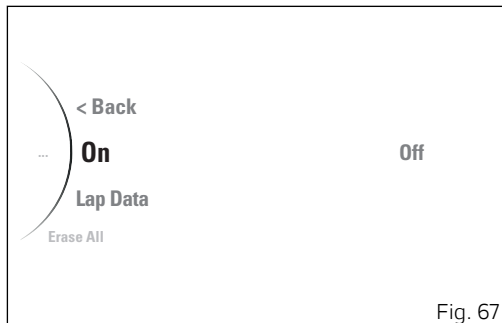 < Back
... On Off
Lap Data
Erase All
Fig. 67